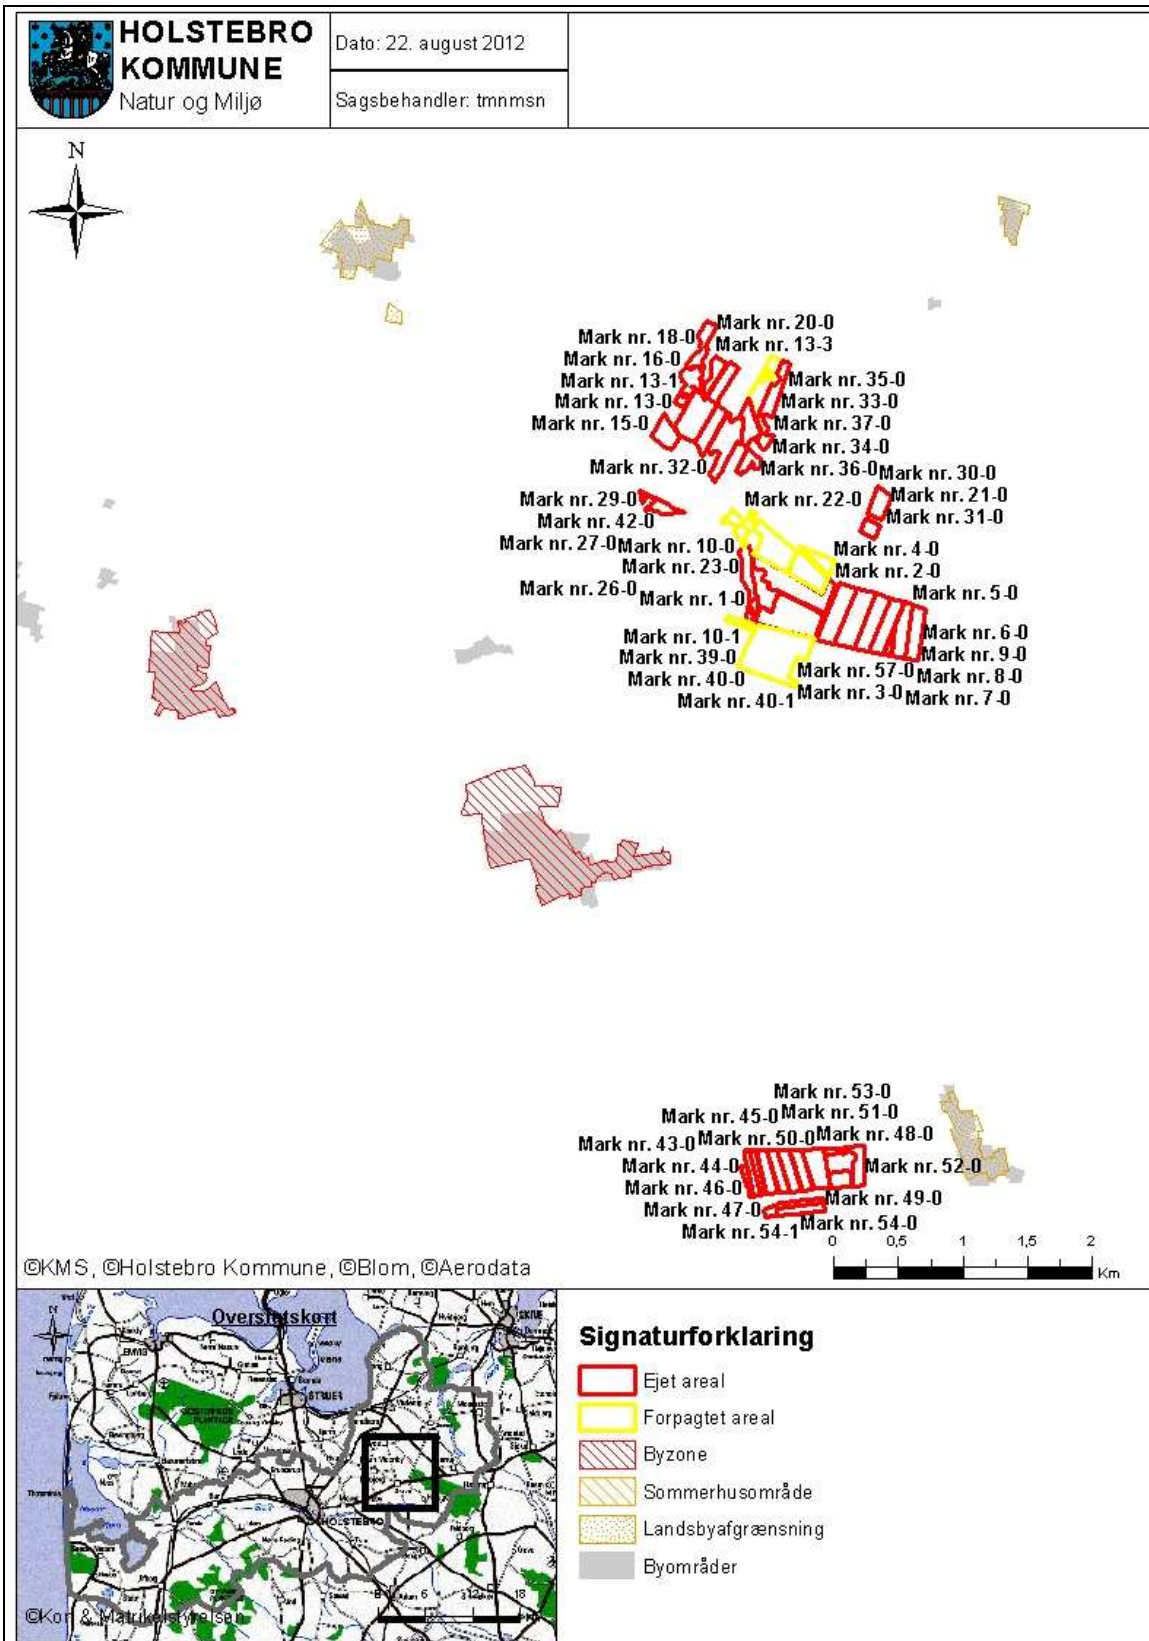 HOLSTEBRO
KOMMUNE
Natur og Miljø
Dato: 22. august 2012
Sagsbehandler: tmnmsn
N
Mark nr. 20-0
Mark nr. 18-0
Mark nr. 13-3
Mark nr. 16-0
Mark nr. 13-1
Mark nr. 35-0
Mark nr. 13-0
Mark nr. 33-0
Mark nr. 15-0
Mark nr. 37-0
Mark nr. 34-0
Mark nr. 32-0
Mark nr. 36-0
Mark nr. 30-0
Mark nr. 29-0
Mark nr. 22-0
Mark nr. 21-0
Mark nr. 42-0
Mark nr. 31-0
Mark nr. 27-0
Mark nr. 10-0
Mark nr. 4-0
Mark nr. 23-0
Mark nr. 2-0
Mark nr. 26-0
Mark nr. 1-0
Mark nr. 5-0
Mark nr. 10-1
Mark nr. 6-0
Mark nr. 39-0
Mark nr. 9-0
Mark nr. 40-0
Mark nr. 57-0
Mark nr. 8-0
Mark nr. 40-1
Mark nr. 3-0
Mark nr. 7-0
Mark nr. 53-0
Mark nr. 45-0
Mark nr. 51-0
Mark nr. 43-0
Mark nr. 50-0
Mark nr. 48-0
Mark nr. 44-0
Mark nr. 52-0
Mark nr. 46-0
Mark nr. 49-0
Mark nr. 47-0
Mark nr. 54-1
Mark nr. 54-0
0 0,5 1 1,5 2
Km
©KMS, ©Holstebro Kommune, ©Blom, ©Aerodata
Oversigtskort
LEMVIG
STRUER
SKIVE
HOLSTEBRO
6 12 18
©Kort & Matrikelstyrelsen
Signaturforklaring
Ejet areal
Forpagtet areal
Byzone
Sommerhusområde
Landsbyafgrænsning
Byområder